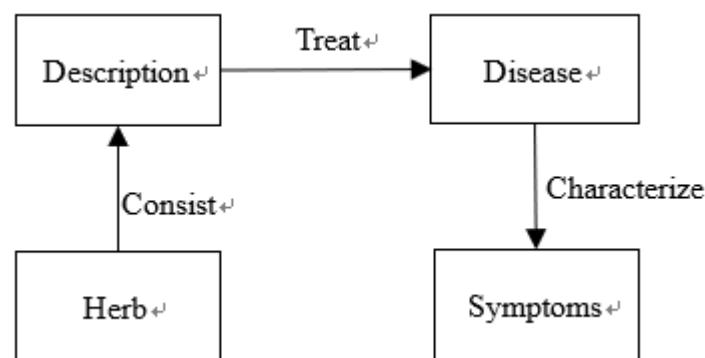 Treat↵
Description↵
Disease↵
Consist↵
Characterize
Herb↵
Symptoms↵